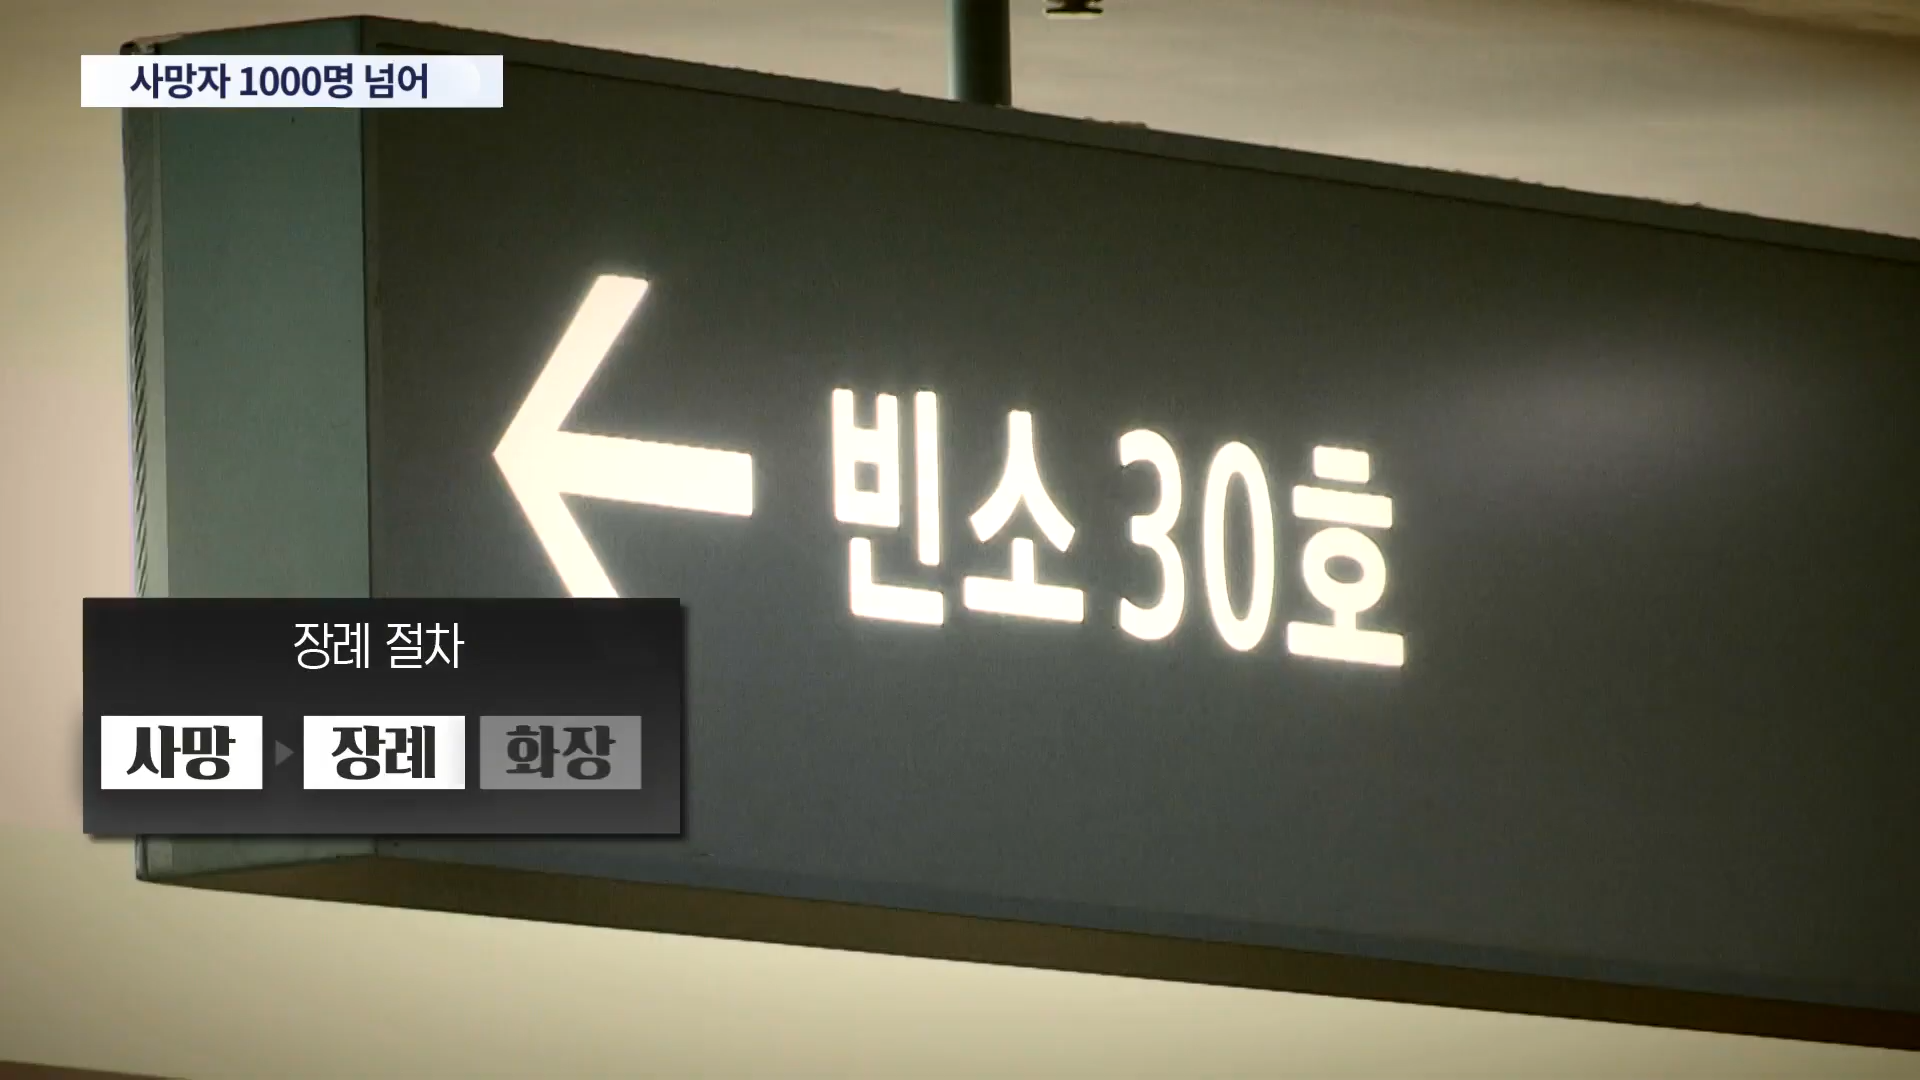 사망자 1000명 넘어
빈소 30호
장례 절차
사망 장례 화장